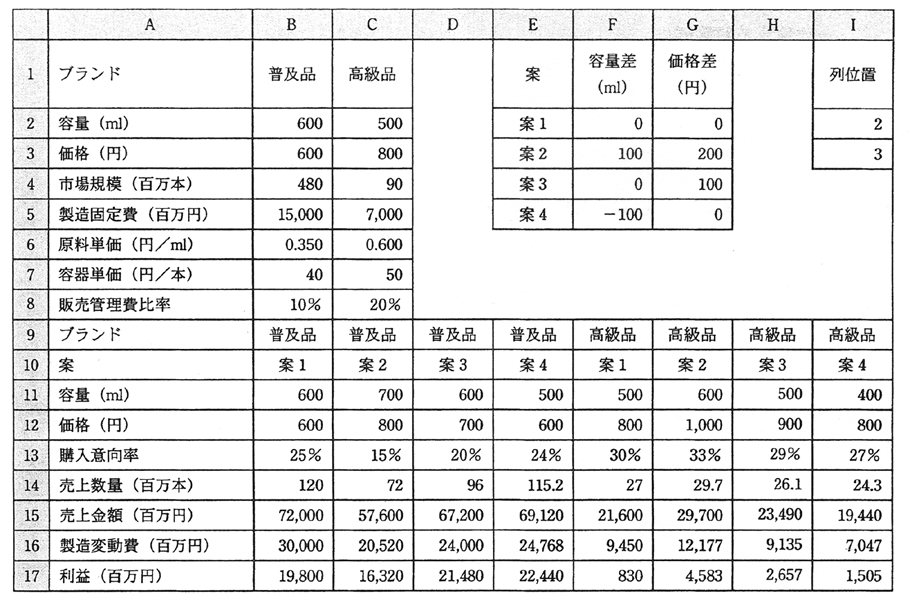 A B C D E F G H I
1 ブランド 普及品 高級品 案 容量差(ml) 価格差(円) 列位置
2 容量(ml) 600 500 案1 0 0 2
3 価格(円) 600 800 案2 100 200 3
4 市場規模(百万本) 480 90 案3 0 100
5 製造固定費(百万円) 15,000 7,000 案4 -100 0
6 原料単価(円/ml) 0.350 0.600
7 容器単価(円/本) 40 50
8 販売管理費比率 10% 20%
9 ブランド 普及品 普及品 普及品 普及品 高級品 高級品 高級品 高級品
10 案 案1 案2 案3 案4 案1 案2 案3 案4
11 容量(ml) 600 700 600 500 500 600 500 400
12 価格(円) 600 800 700 600 800 1,000 900 800
13 購入意向率 25% 15% 20% 24% 30% 33% 29% 27%
14 売上数量(百万本) 120 72 96 115.2 27 29.7 26.1 24.3
15 売上金額(百万円) 72,000 57,600 67,200 69,120 21,600 29,700 23,490 19,440
16 製造変動費(百万円) 30,000 20,520 24,000 24,768 9,450 12,177 9,135 7,047
17 利益(百万円) 19,800 16,320 21,480 22,440 830 4,583 2,657 1,505